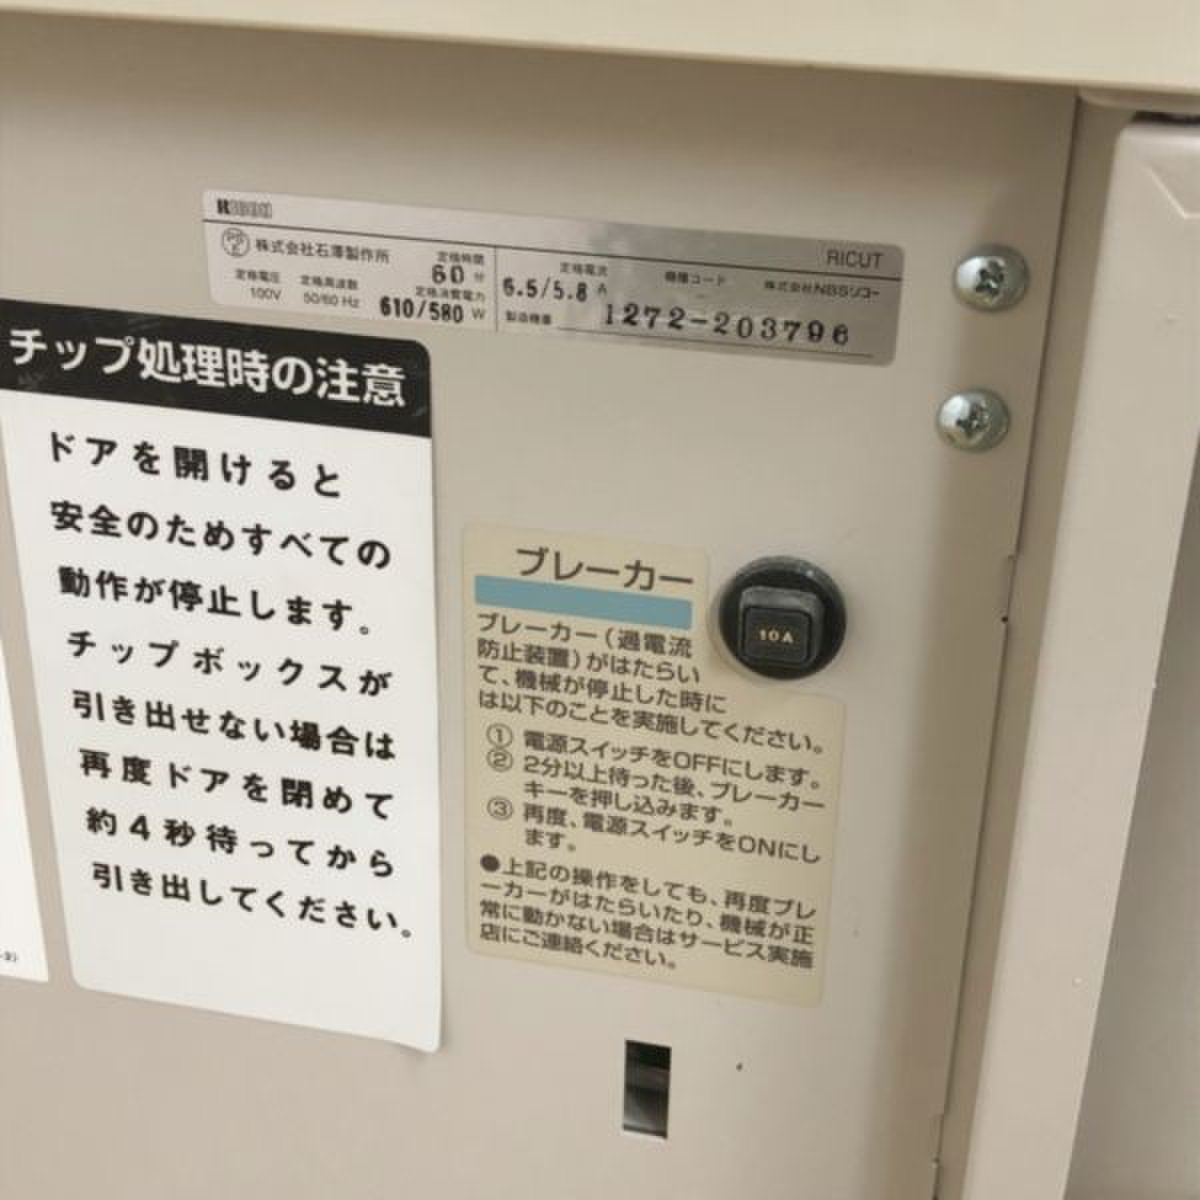 RICOH
RICUT
株式会社石澤製作所
定格時間
60 分
定格電圧
100V
定格周波数
50/60 Hz
定格消費電力
610/580 W
定格電流
6.5/5.8 A
機種コード
株式会社NBSリコー
製造機番
1272-203796
チップ処理時の注意
ドアを開けると
安全のためすべての
動作が停止します。
チップボックスが
引き出せない場合は
再度ドアを閉めて
約4秒待ってから
引き出してください。
ブレーカー
ブレーカー(過電流
防止装置)がはたらい
て、機械が停止した時に
は以下のことを実施してください。
① 電源スイッチをOFFにします。
② 2分以上待った後、ブレーカー
キーを押し込みます。
③ 再度、電源スイッチをONにし
ます。
●上記の操作をしても、再度ブレ
ーカーがはたらいたり、機械が正
常に動かない場合はサービス実施
店にご連絡ください。
10A